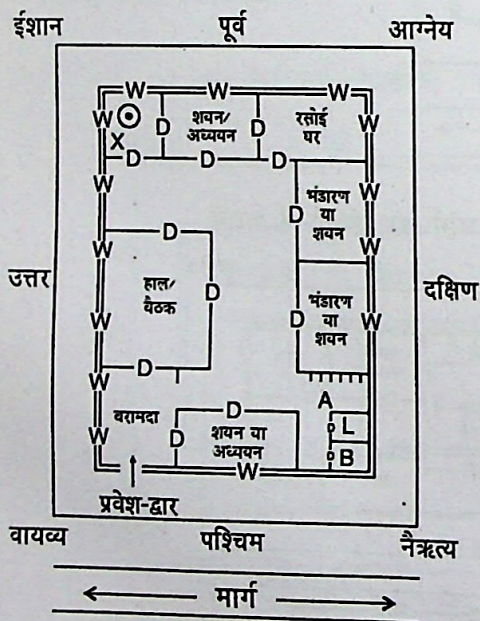 ईशान पूर्व आग्नेय
W W W
W शयन/ रसोई W
D अध्ययन D घर
X
D D D
W भंडारण W
D या
शयन
W D W
उत्तर हाल/ D भंडारण दक्षिण
बैठक D वा
W शयन W
W D
A
वरामदा D L
W D शयन वा B
अध्ययन
W
प्रवेश-द्वार
वायव्य पश्चिम नैऋत्य
मार्ग